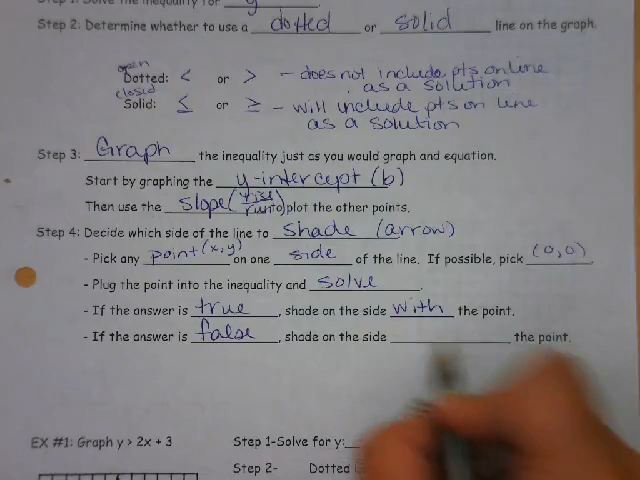 Step 1: Solve the inequality for y
Step 2: Determine whether to use a dotted or solid line on the graph.
open
Dotted: < or > - does not include pts on line as a solution
closed
Solid: ≤ or ≥ - will include pts on line as a solution
Step 3: Graph the inequality just as you would graph and equation.
Start by graphing the y-intercept (b)
Then use the slope (rise/run) to plot the other points.
Step 4: Decide which side of the line to shade (arrow)
- Pick any point (x,y) on one side of the line. If possible, pick (0,0).
- Plug the point into the inequality and solve
- If the answer is true, shade on the side with the point.
- If the answer is false, shade on the side the point.
EX #1: Graph y > 2x + 3 Step 1-Solve for y:
Step 2- Dotted